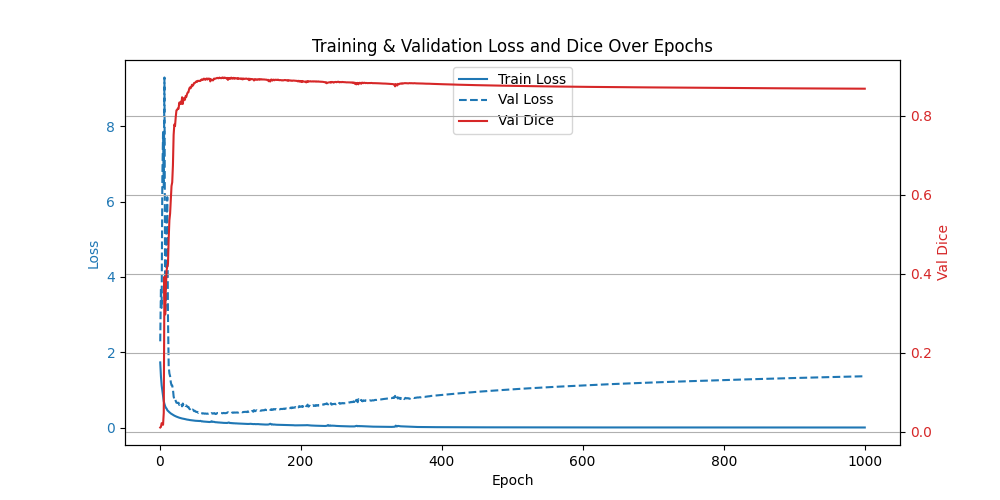 Training & Validation Loss and Dice Over Epochs
Train Loss
Val Loss
Val Dice
8
6
4
2
0
Loss
0.8
0.6
0.4
0.2
0.0
Val Dice
0 200 400 600 800 1000
Epoch